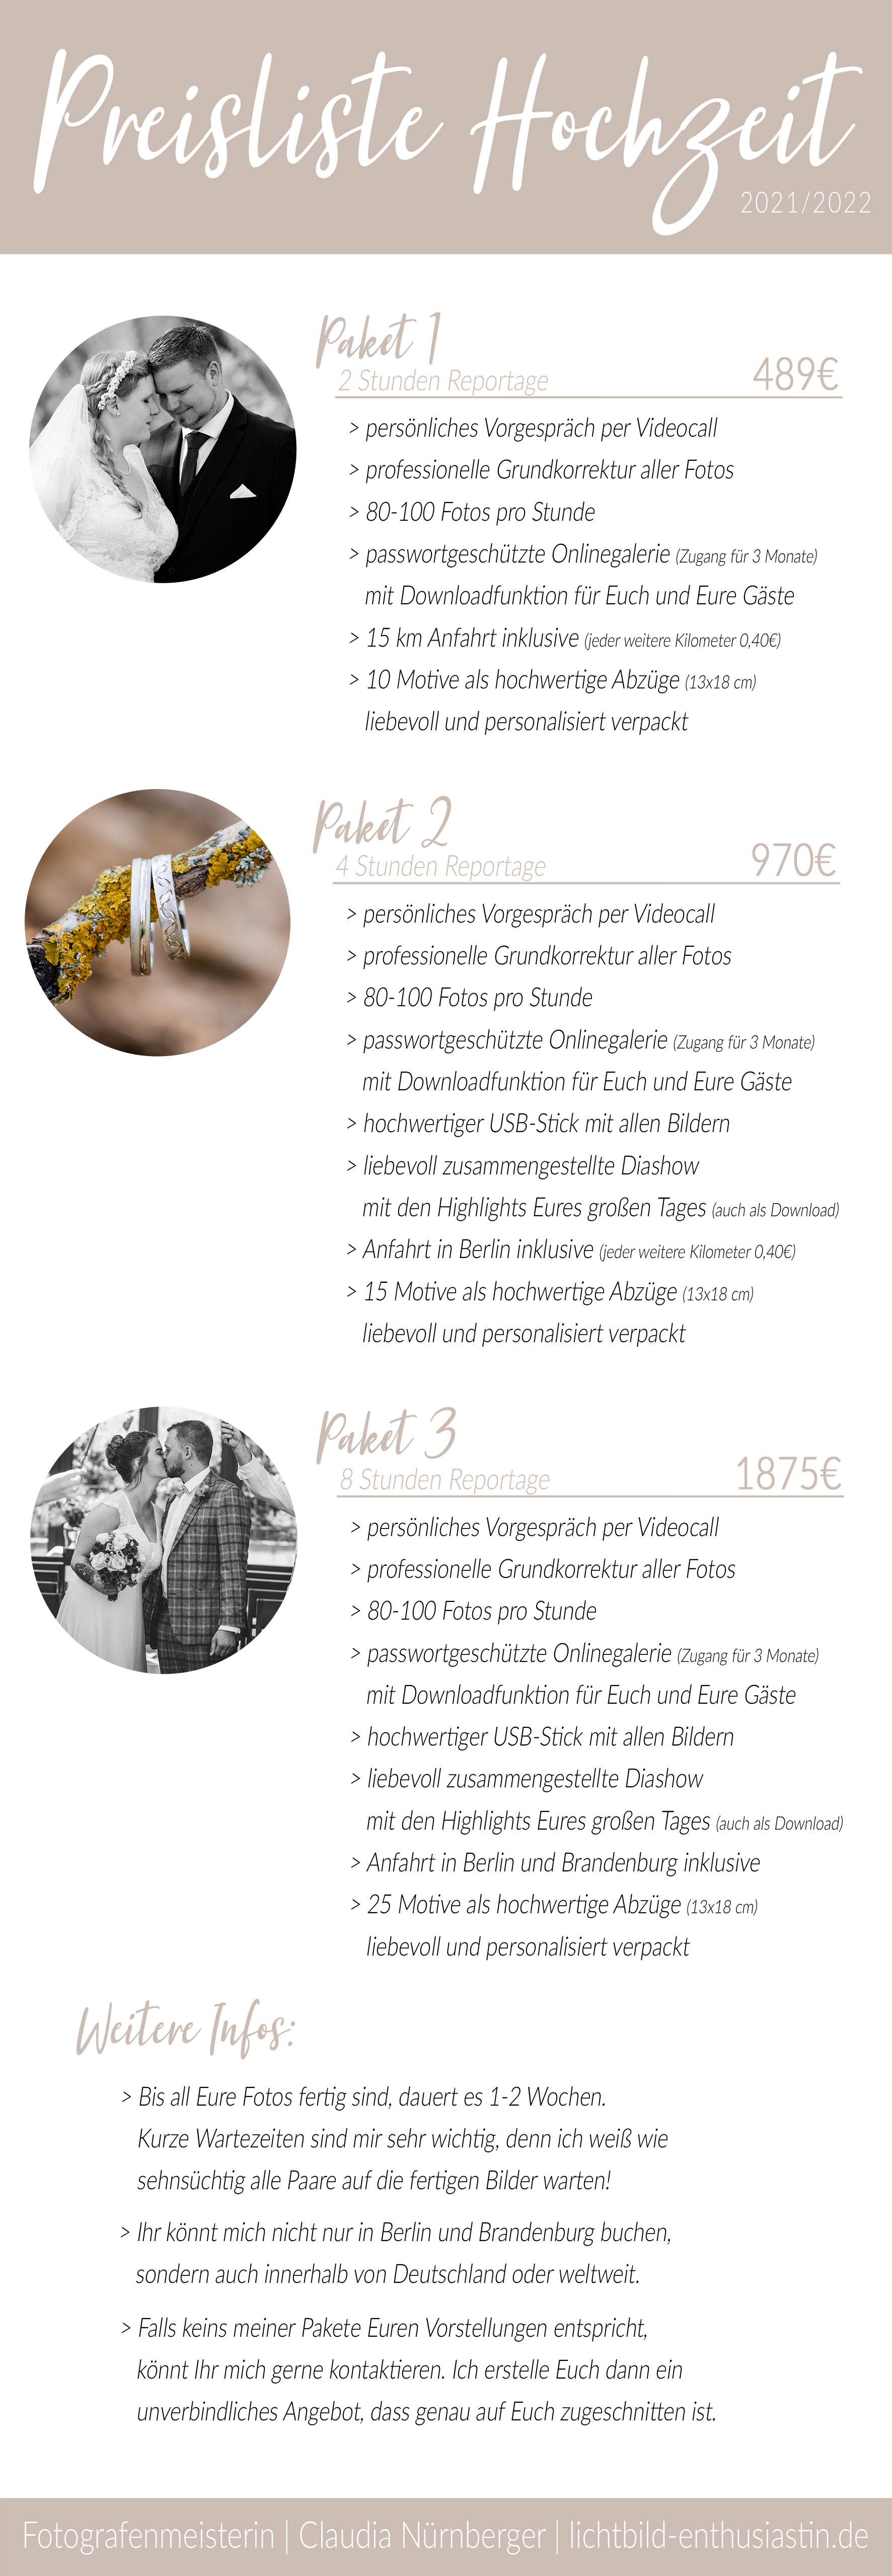 Preisliste Hochzeit
2021/2022
Paket 1
2 Stunden Reportage 489€
> persönliches Vorgespräch per Videocall
> professionelle Grundkorrektur aller Fotos
> 80-100 Fotos pro Stunde
> passwortgeschützte Onlinegalerie (Zugang für 3 Monate)
mit Downloadfunktion für Euch und Eure Gäste
> 15 km Anfahrt inklusive (jeder weitere Kilometer 0,40€)
> 10 Motive als hochwertige Abzüge (13x18 cm)
liebevoll und personalisiert verpackt
Paket 2
4 Stunden Reportage 970€
> persönliches Vorgespräch per Videocall
> professionelle Grundkorrektur aller Fotos
> 80-100 Fotos pro Stunde
> passwortgeschützte Onlinegalerie (Zugang für 3 Monate)
mit Downloadfunktion für Euch und Eure Gäste
> hochwertiger USB-Stick mit allen Bildern
> liebevoll zusammengestellte Diashow
mit den Highlights Eures großen Tages (auch als Download)
> Anfahrt in Berlin inklusive (jeder weitere Kilometer 0,40€)
> 15 Motive als hochwertige Abzüge (13x18 cm)
liebevoll und personalisiert verpackt
Paket 3
8 Stunden Reportage 1875€
> persönliches Vorgespräch per Videocall
> professionelle Grundkorrektur aller Fotos
> 80-100 Fotos pro Stunde
> passwortgeschützte Onlinegalerie (Zugang für 3 Monate)
mit Downloadfunktion für Euch und Eure Gäste
> hochwertiger USB-Stick mit allen Bildern
> liebevoll zusammengestellte Diashow
mit den Highlights Eures großen Tages (auch als Download)
> Anfahrt in Berlin und Brandenburg inklusive
> 25 Motive als hochwertige Abzüge (13x18 cm)
liebevoll und personalisiert verpackt
Weitere Infos:
> Bis all Eure Fotos fertig sind, dauert es 1-2 Wochen.
Kurze Wartezeiten sind mir sehr wichtig, denn ich weiß wie
sehnsüchtig alle Paare auf die fertigen Bilder warten!
> Ihr könnt mich nicht nur in Berlin und Brandenburg buchen,
sondern auch innerhalb von Deutschland oder weltweit.
> Falls keins meiner Pakete Euren Vorstellungen entspricht,
könnt Ihr mich gerne kontaktieren. Ich erstelle Euch dann ein
unverbindliches Angebot, dass genau auf Euch zugeschnitten ist.
Fotografenmeisterin | Claudia Nürnberger | lichtbild-enthusiastin.de